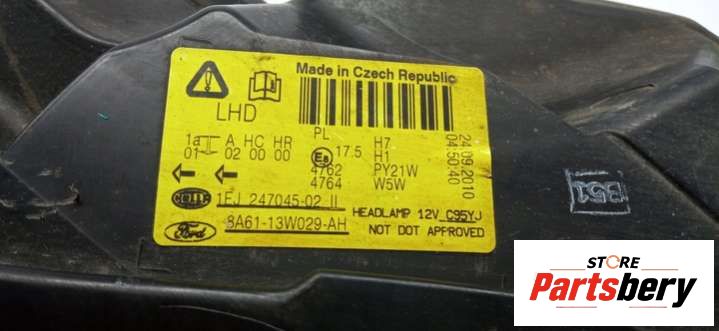 Made in Czech Republic
LHD
PL
1a A HC HR
01 02 00 00
E8 17.5
H7
H1
4762 PY21W
4764 W5W
24.09.2010
04:50:40
HELLA 1EJ 247045-02 II
HEADLAMP 12V C95YJ
Ford 8A61-13W029-AH
NOT DOT APPROVED
B51
STORE
Partsbery